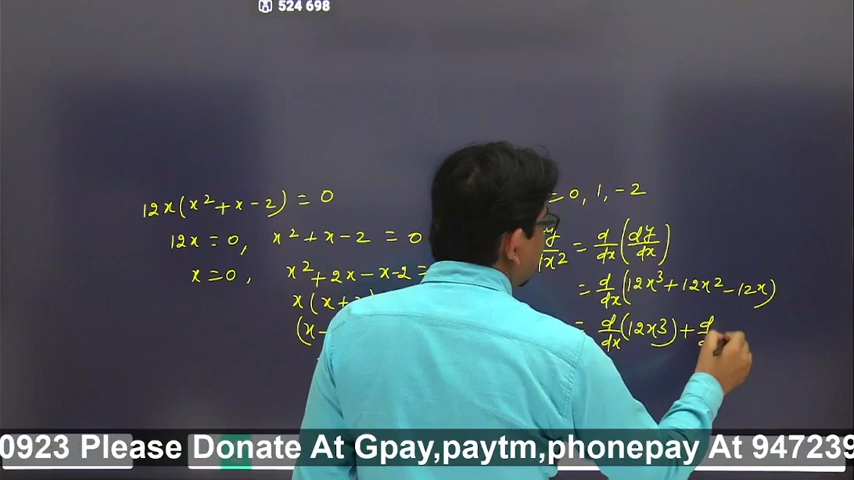 524 698
12x(x²+x-2) = 0
12x = 0, x²+x-2 = 0
x=0, x²+2x-x-2=
x(x+
(x-
=0, 1, -2
= d/dx (dy/dx)
= d/dx (12x³+12x²-12x)
= d/dx (12x3) + d
0923 Please Donate At Gpay,paytm,phonepay At 947239